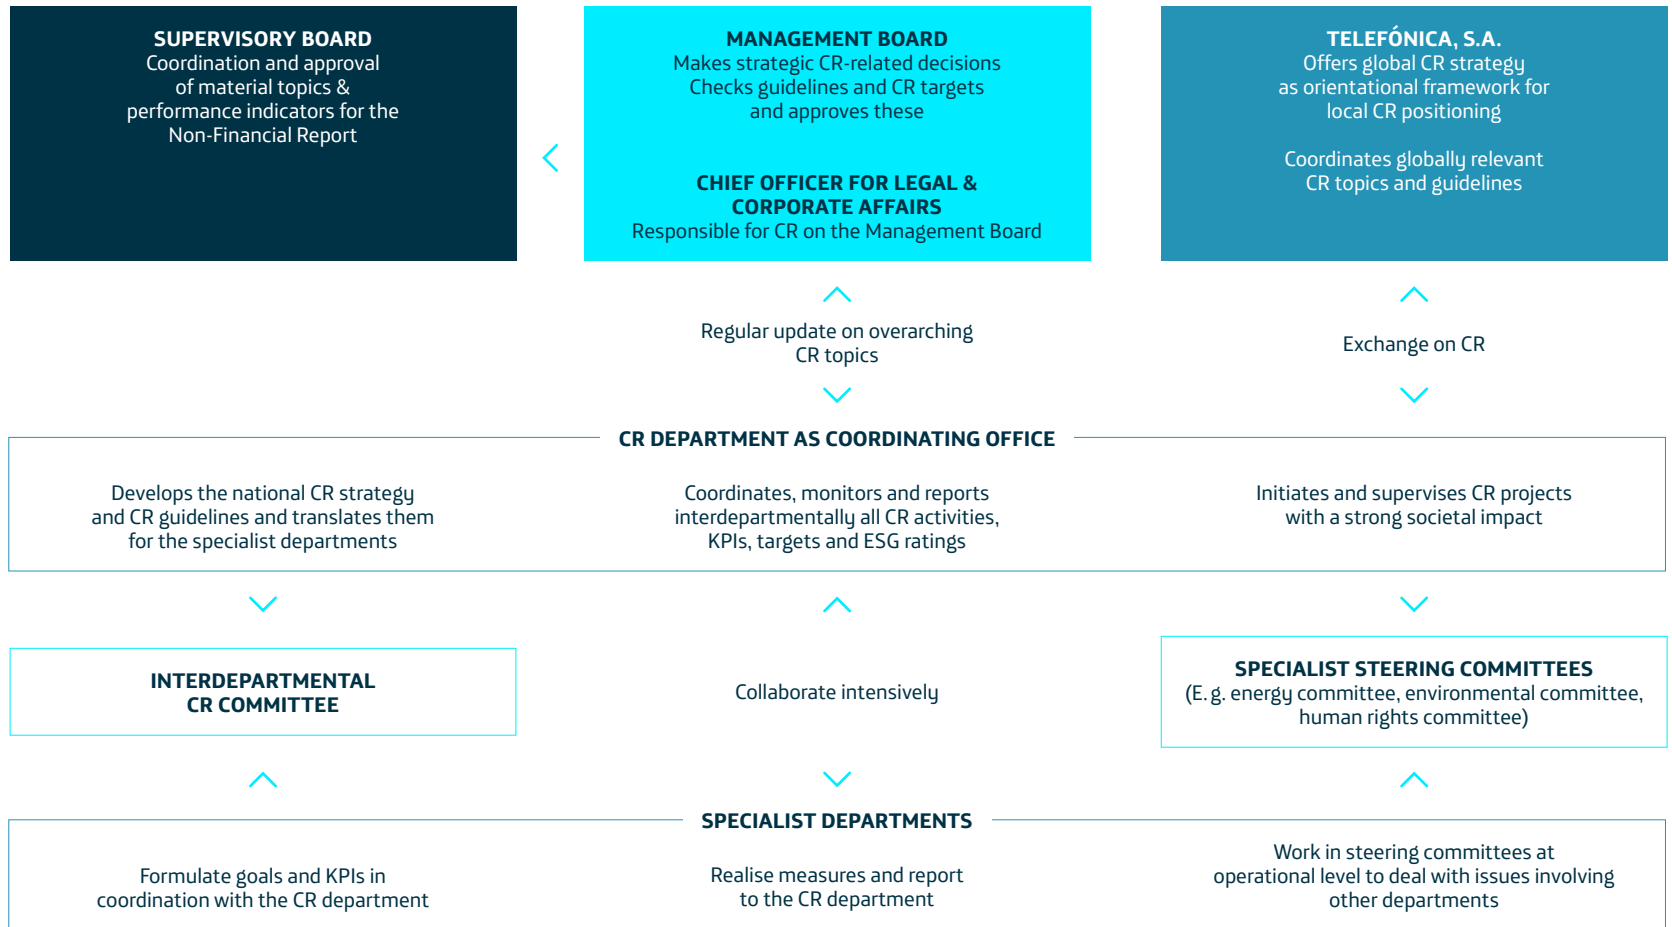 SUPERVISORY BOARD
Coordination and approval
of material topics &
performance indicators for the
Non-Financial Report
MANAGEMENT BOARD
Makes strategic CR-related decisions
Checks guidelines and CR targets
and approves these
CHIEF OFFICER FOR LEGAL &
CORPORATE AFFAIRS
Responsible for CR on the Management Board
TELEFÓNICA, S.A.
Offers global CR strategy
as orientational framework for
local CR positioning
Coordinates globally relevant
CR topics and guidelines
Regular update on overarching
CR topics
Exchange on CR
CR DEPARTMENT AS COORDINATING OFFICE
Develops the national CR strategy
and CR guidelines and translates them
for the specialist departments
Coordinates, monitors and reports
interdepartmentally all CR activities,
KPIs, targets and ESG ratings
Initiates and supervises CR projects
with a strong societal impact
INTERDEPARTMENTAL
CR COMMITTEE
Collaborate intensively
SPECIALIST STEERING COMMITTEES
(E. g. energy committee, environmental committee,
human rights committee)
SPECIALIST DEPARTMENTS
Formulate goals and KPIs in
coordination with the CR department
Realise measures and report
to the CR department
Work in steering committees at
operational level to deal with issues involving
other departments